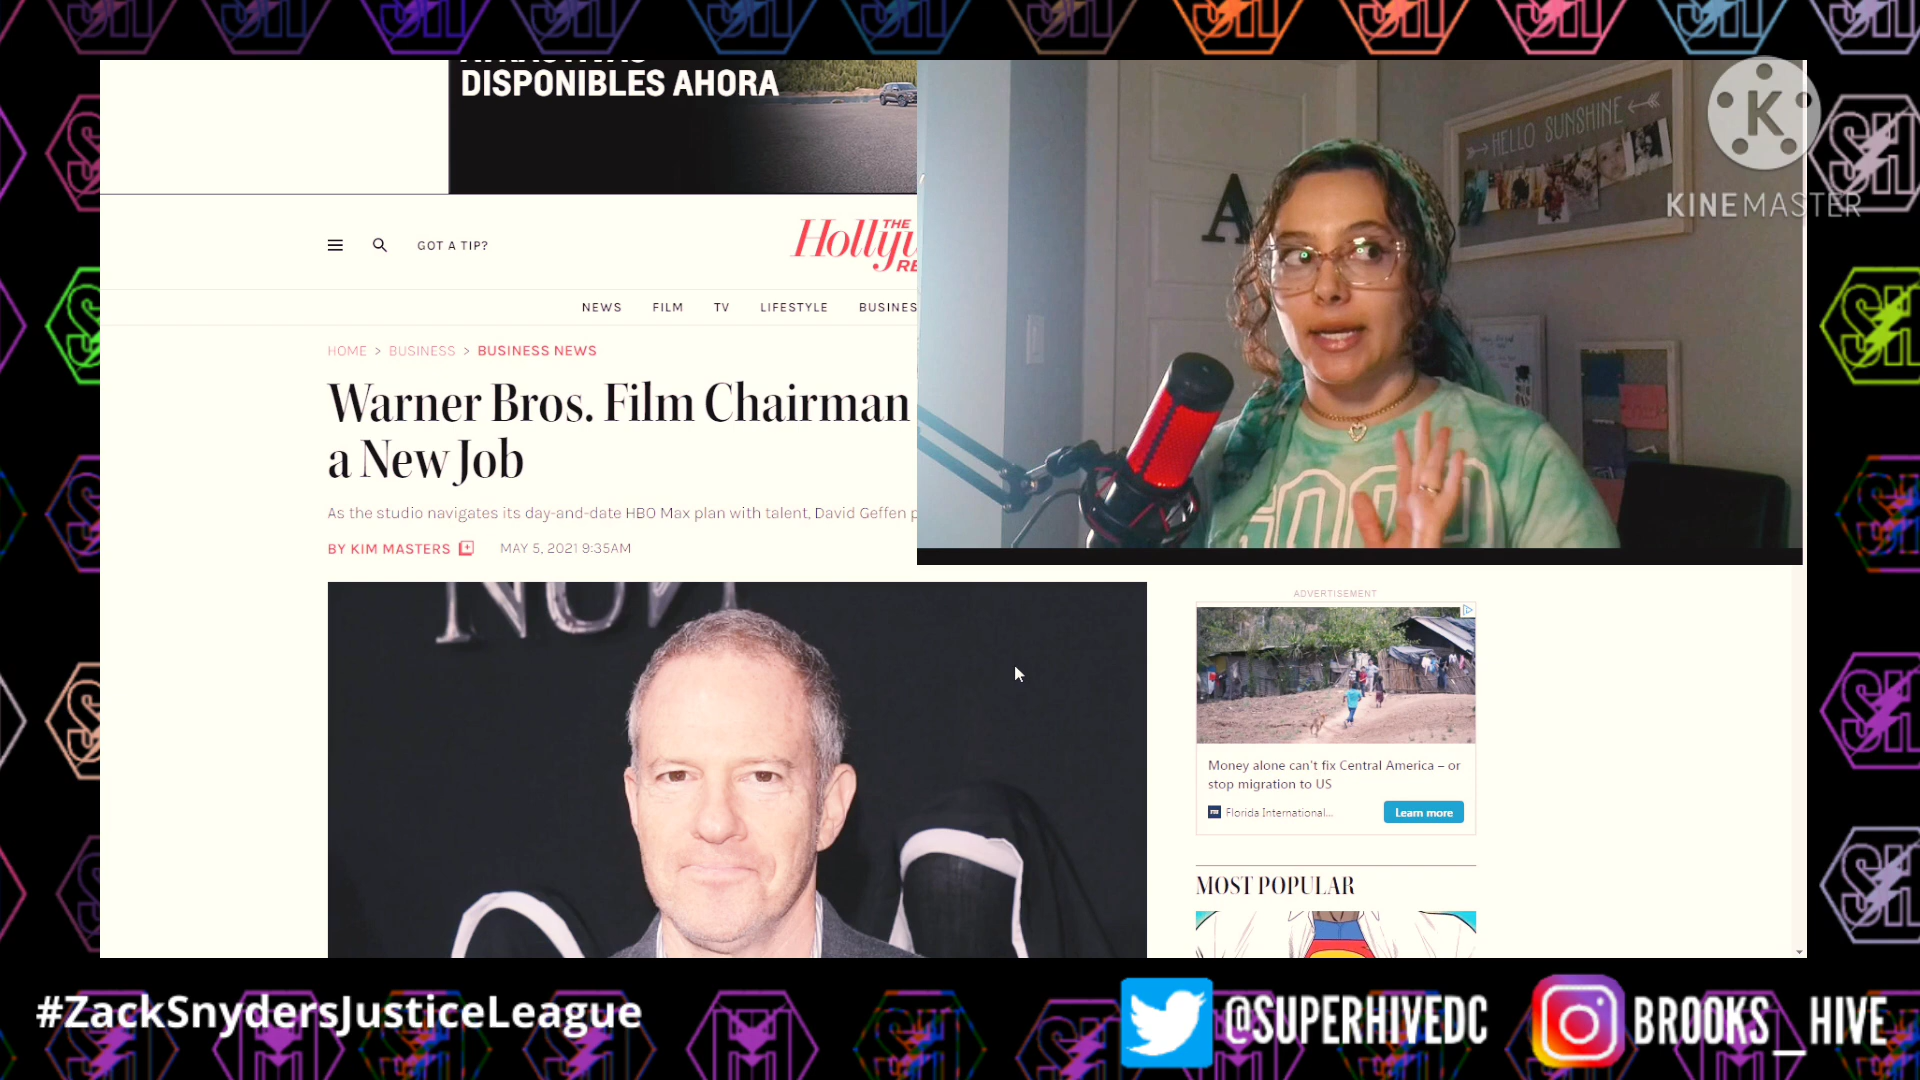 DISPONIBLES AHORA
HELLO SUNSHINE
K
KINEMASTER
A
GOT A TIP?
THE
NEWS FILM TV LIFESTYLE
HOME > BUSINESS > BUSINESS NEWS
Warner Bros. Film Chairman
a New Job
As the studio navigates its day-and-date HBO Max plan with talent, David Geffen
BY KIM MASTERS MAY 5, 2021 9:35AM
ADVERTISEMENT
Money alone can't fix Central America – or
stop migration to US
Florida International...
Learn more
MOST POPULAR
#ZackSnydersJusticeLeague
@SUPERHIVEDC
BROOKS__HIVE